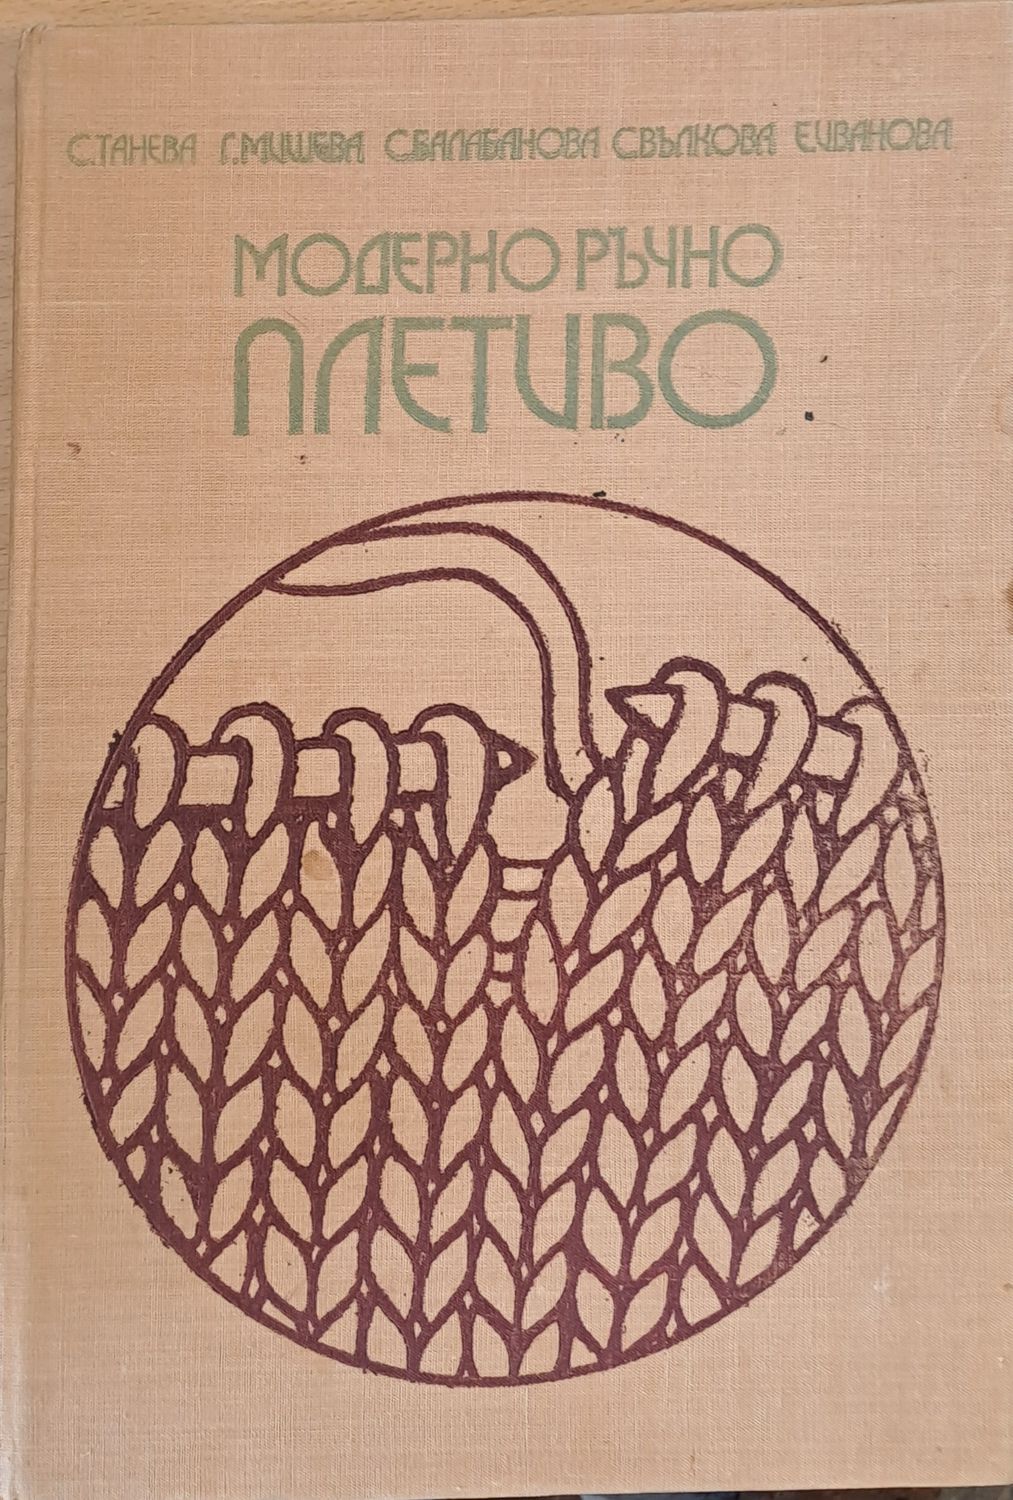 С. ТАНЕВА Г. МИШЕВА С. БАЛАБАНОВА С ВЪЛКОВА Е. ИВАНОВА
МОДЕРНО РЪЧНО
ПЛЕТИВО